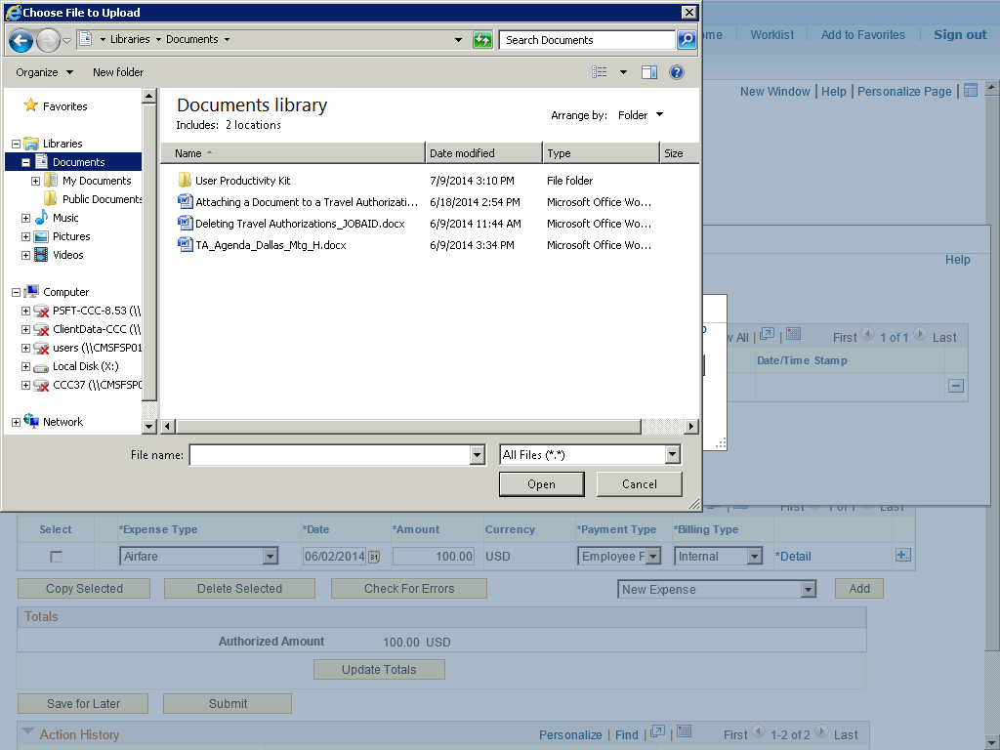 Choose File to Upload
Libraries Documents
Search Documents
Worklist
Add to Favorites
Sign out
Organize
New folder
New Window | Help | Personalize Page
Favorites
Libraries
Documents
My Documents
Public Documents
Music
Pictures
Videos
Computer
PSFT-CCC-8.53 (\\
ClientData-CCC (\\
users (\\CMSFSP01
Local Disk (X:)
CCC37 (\\CMSFSP0
Network
Documents library
Includes: 2 locations
Arrange by: Folder
Name Date modified Type Size
User Productivity Kit 7/9/2014 3:10 PM File folder
Attaching a Document to a Travel Authorizati... 6/18/2014 2:54 PM Microsoft Office Wo...
Deleting Travel Authorizations_JOBAID.docx 6/9/2014 11:44 AM Microsoft Office Wo...
TA_Agenda_Dallas_Mtg_H.docx 6/9/2014 3:34 PM Microsoft Office Wo...
File name:
All Files (*.*)
Open
Cancel
Help
All | | First 1 of 1 Last
Date/Time Stamp
First 1 of 1 Last
Select *Expense Type *Date *Amount Currency *Payment Type *Billing Type
Airfare 06/02/2014 31 100.00 USD Employee F Internal *Detail
Copy Selected Delete Selected Check For Errors New Expense Add
Totals
Authorized Amount 100.00 USD
Update Totals
Save for Later Submit
Action History Personalize | Find | | First 1-2 of 2 Last